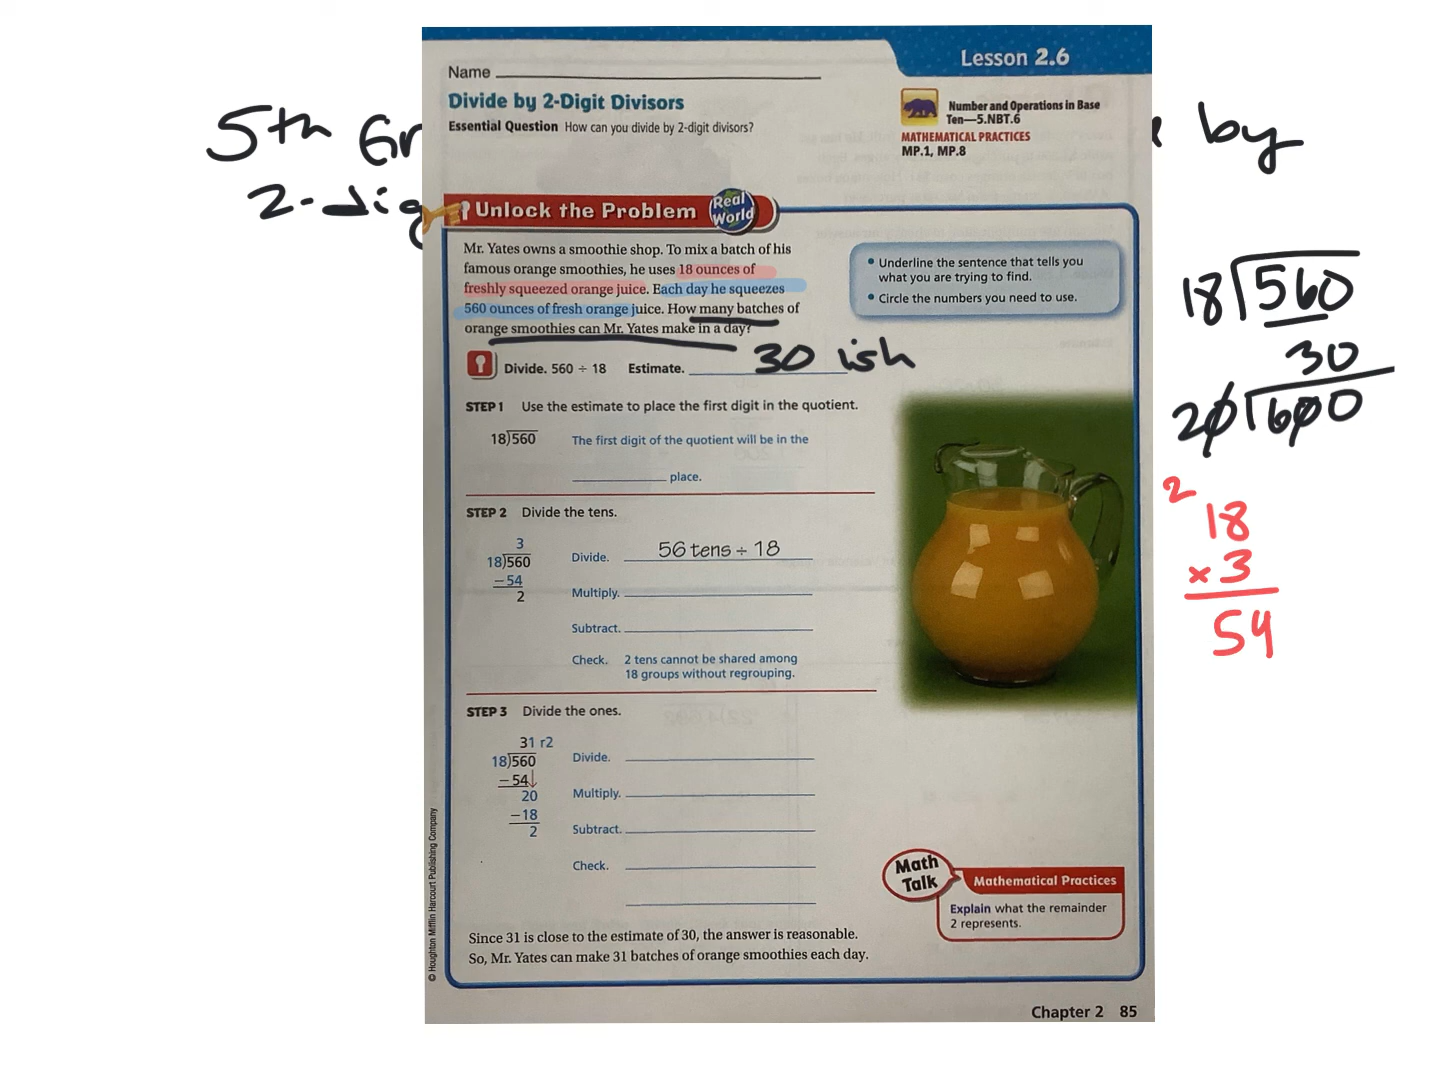 5th Gr
e by
2-dig
Lesson 2.6
Name
Divide by 2-Digit Divisors
Essential Question How can you divide by 2-digit divisors?
Number and Operations in Base
Ten—5.NBT.6
MATHEMATICAL PRACTICES
MP.1, MP.8
Unlock the Problem
Real
World
Mr. Yates owns a smoothie shop. To mix a batch of his
famous orange smoothies, he uses 18 ounces of
freshly squeezed orange juice. Each day he squeezes
560 ounces of fresh orange juice. How many batches of
orange smoothies can Mr. Yates make in a day?
• Underline the sentence that tells you
what you are trying to find.
• Circle the numbers you need to use.
Divide. 560 ÷ 18 Estimate. 30 ish
STEP 1 Use the estimate to place the first digit in the quotient.
18)560 The first digit of the quotient will be in the
place.
STEP 2 Divide the tens.
3
18)560
−54
2
Divide. 56 tens ÷ 18
Multiply.
Subtract.
Check. 2 tens cannot be shared among
18 groups without regrouping.
STEP 3 Divide the ones.
31 r2
18)560
−54↓
20
−18
2
Divide.
Multiply.
Subtract.
Check.
Since 31 is close to the estimate of 30, the answer is reasonable.
So, Mr. Yates can make 31 batches of orange smoothies each day.
Math
Talk
Mathematical Practices
Explain what the remainder
2 represents.
© Houghton Mifflin Harcourt Publishing Company
Chapter 2 85
18)560
30
20)600
2
18
×3
54